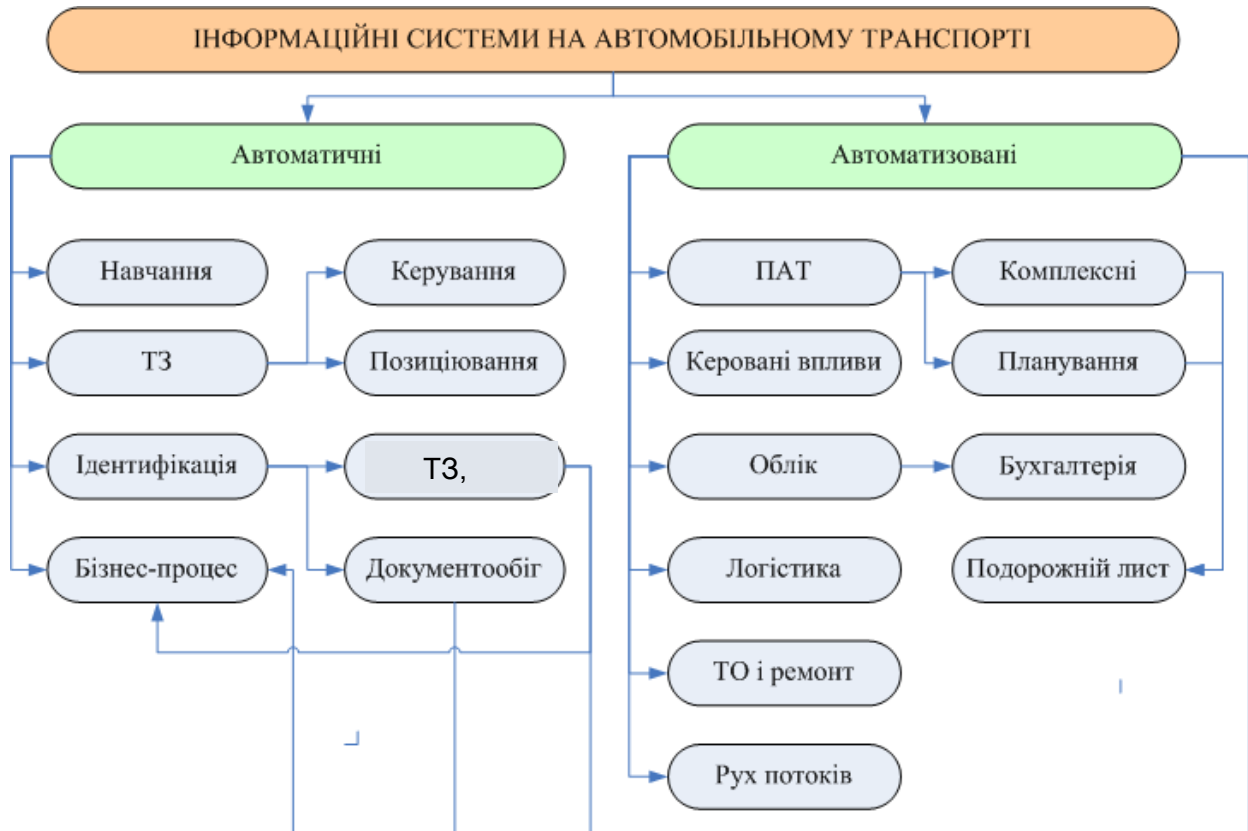 ІНФОРМАЦІЙНІ СИСТЕМИ НА АВТОМОБІЛЬНОМУ ТРАНСПОРТІ
Автоматичні
Автоматизовані
Навчання
Керування
ПАТ
Комплексні
ТЗ
Позиціювання
Керовані впливи
Планування
Ідентифікація
ТЗ,
Облік
Бухгалтерія
Бізнес-процес
Документообіг
Логістика
Подорожній лист
ТО і ремонт
Рух потоків